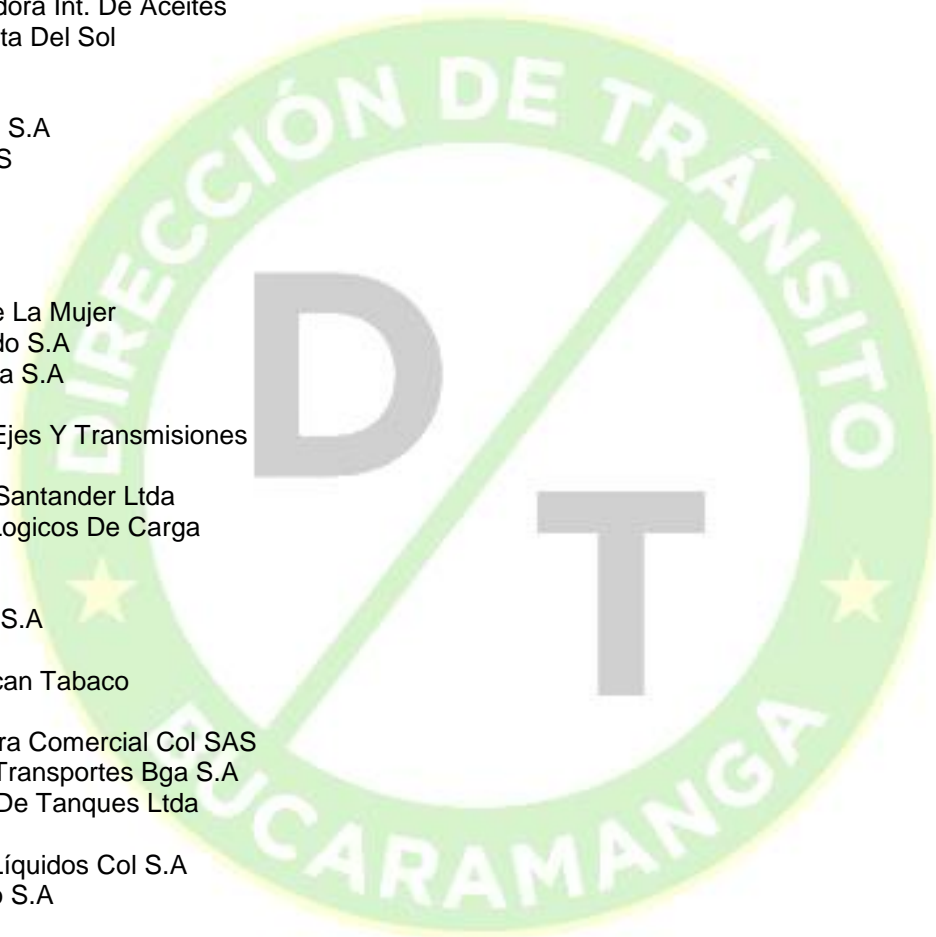 dora Int. De Aceites
ta Del Sol
S.A
S
e La Mujer
do S.A
a S.A
Ejes Y Transmisiones
Santander Ltda
Logicos De Carga
S.A
can Tabaco
ra Comercial Col SAS
Transportes Bga S.A
De Tanques Ltda
Líquidos Col S.A
o S.A
DIRECCIÓN DE TRÁNSITO
D
T
BUCARAMANGA